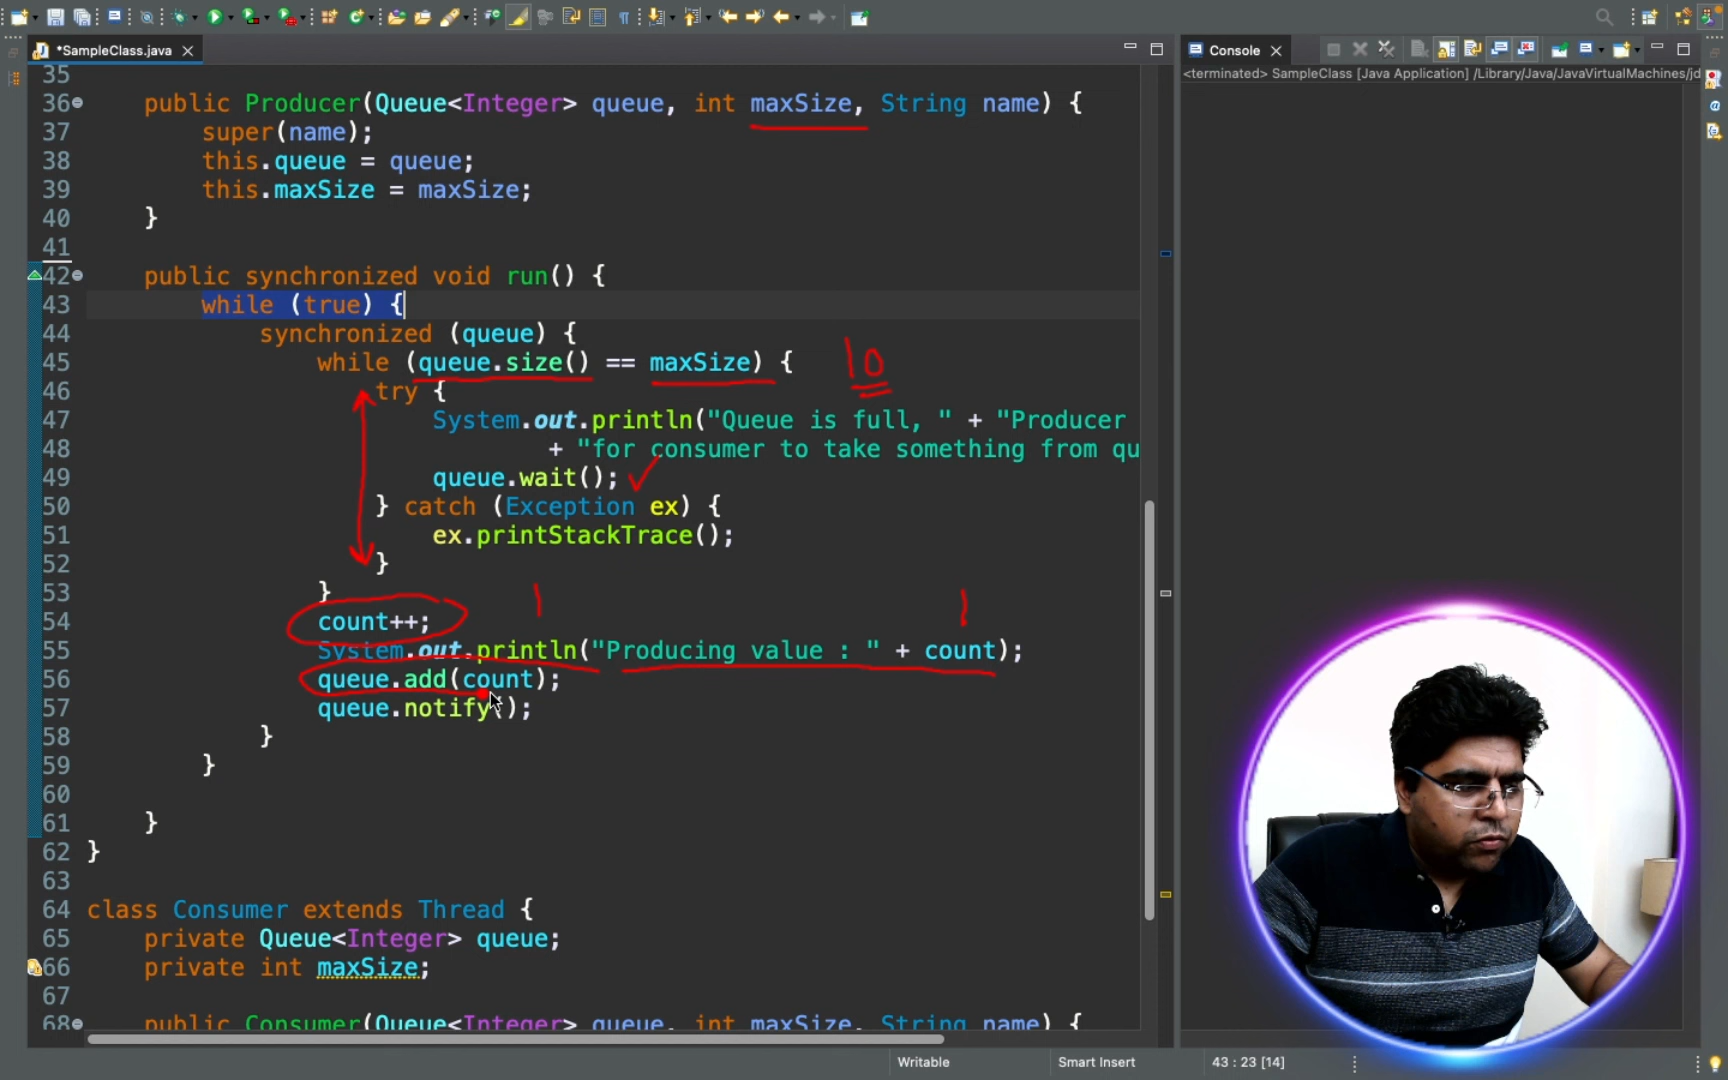 *SampleClass.java
Console
<terminated> SampleClass [Java Application] /Library/Java/JavaVirtualMachines/jd
35
36 public Producer(Queue<Integer> queue, int maxSize, String name) {
37 super(name);
38 this.queue = queue;
39 this.maxSize = maxSize;
40 }
41
42 public synchronized void run() {
43 while (true) {
44 synchronized (queue) {
45 while (queue.size() == maxSize) { 10
46 try {
47 System.out.println("Queue is full, " + "Producer
48 + "for consumer to take something from qu
49 queue.wait();
50 } catch (Exception ex) {
51 ex.printStackTrace();
52 }
53 }
54 count++; 1 1
55 System.out.println("Producing value : " + count);
56 queue.add(count);
57 queue.notify();
58 }
59 }
60
61 }
62 }
63
64 class Consumer extends Thread {
65 private Queue<Integer> queue;
66 private int maxSize;
67
68 public Consumer(Queue<Integer> queue, int maxSize, String name) {
Writable
Smart Insert
43 : 23 [14]